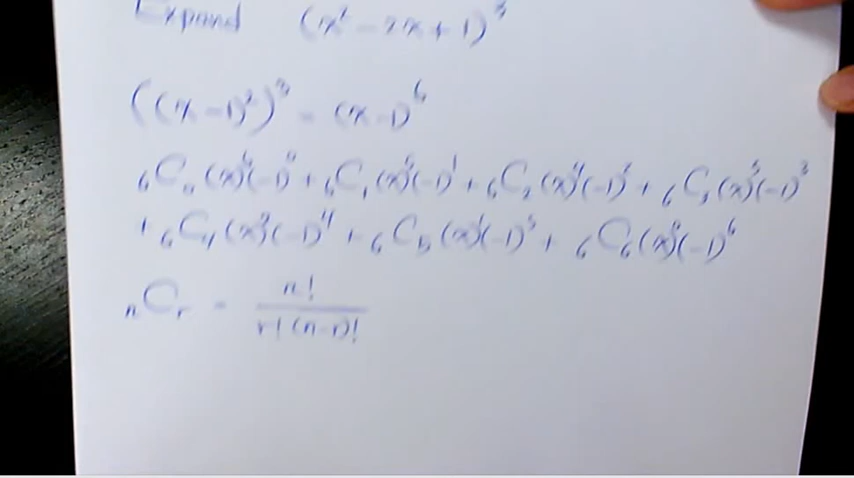 Expand (x² - 2x + 1)³
((x - 1)²)³ = (x - 1)⁶
₆C₀(x)⁶(-1)⁰ + ₆C₁(x)⁵(-1)¹ + ₆C₂(x)⁴(-1)² + ₆C₃(x)³(-1)³
+ ₆C₄(x)²(-1)⁴ + ₆C₅(x)¹(-1)⁵ + ₆C₆(x)⁰(-1)⁶
ₙCᵣ = n! / r!(n-r)!